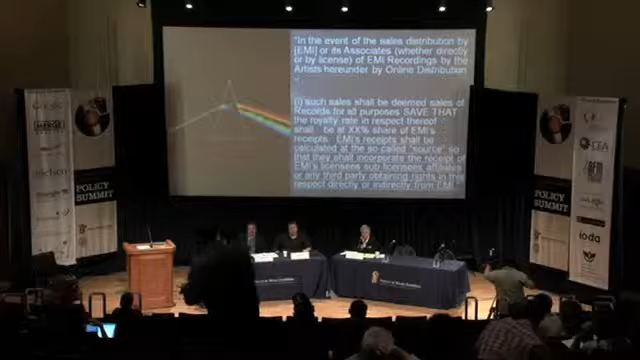 "In the event of the sales distribution by
[EMI] or its Associates (whether directly
or by license) of EMI Recordings by the
Artists hereunder by Online Distribution
(i) such sales shall be deemed sales of
Records for all purposes SAVE THAT
the royalty rate in respect thereof
shall be at XX% share of EMI's
receipts. EMI's receipts shall be
calculated at the so called "source" so
that they shall incorporate the receipt of
EMI's licensees sub licensees affiliates
or any third party obtaining rights in this
respect directly or indirectly from EMI"
POLICY
SUMMIT
POLICY
SUMMIT
CEA
ioda